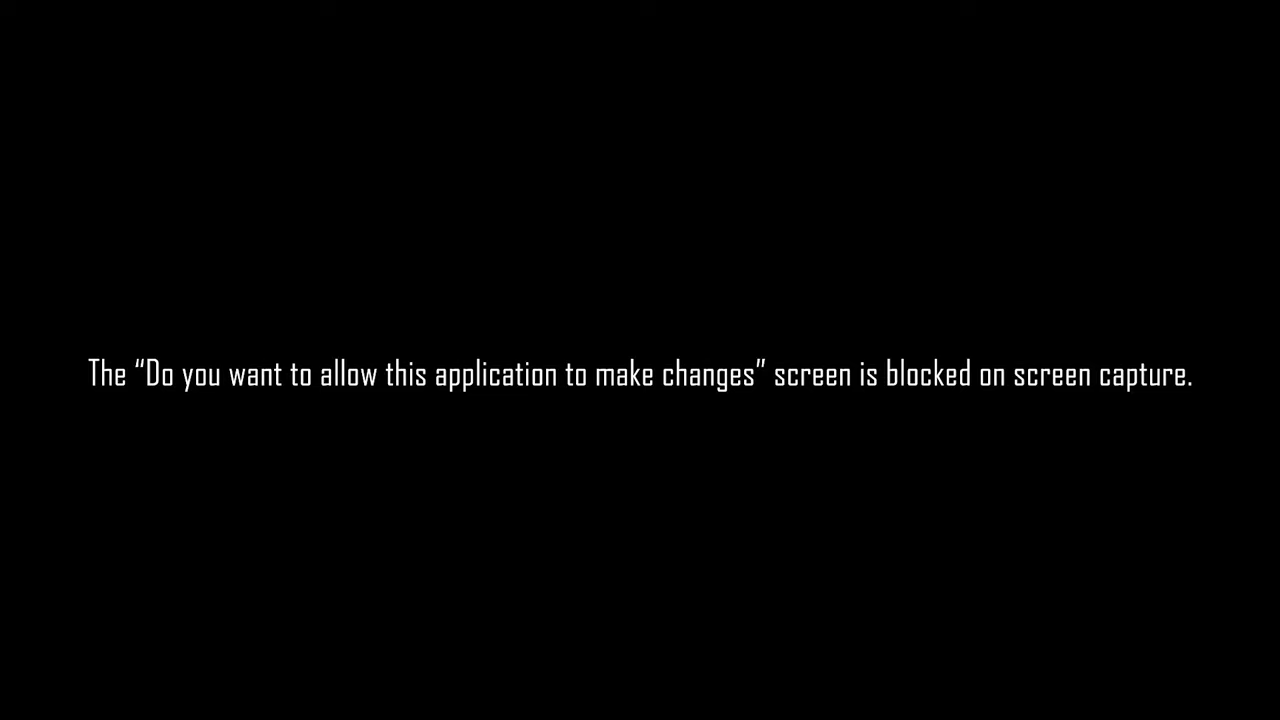 The “Do you want to allow this application to make changes” screen is blocked on screen capture.